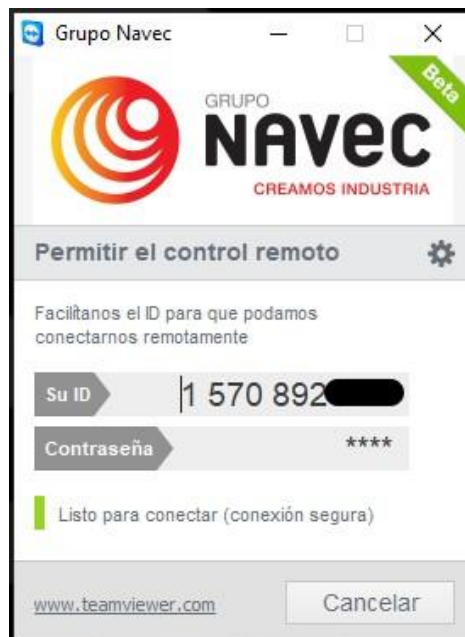 Grupo Navec
Beta
GRUPO
NAVEC
CREAMOS INDUSTRIA
Permitir el control remoto
Facilítanos el ID para que podamos
conectarnos remotamente
Su ID 1 570 892
Contraseña ****
Listo para conectar (conexión segura)
www.teamviewer.com Cancelar